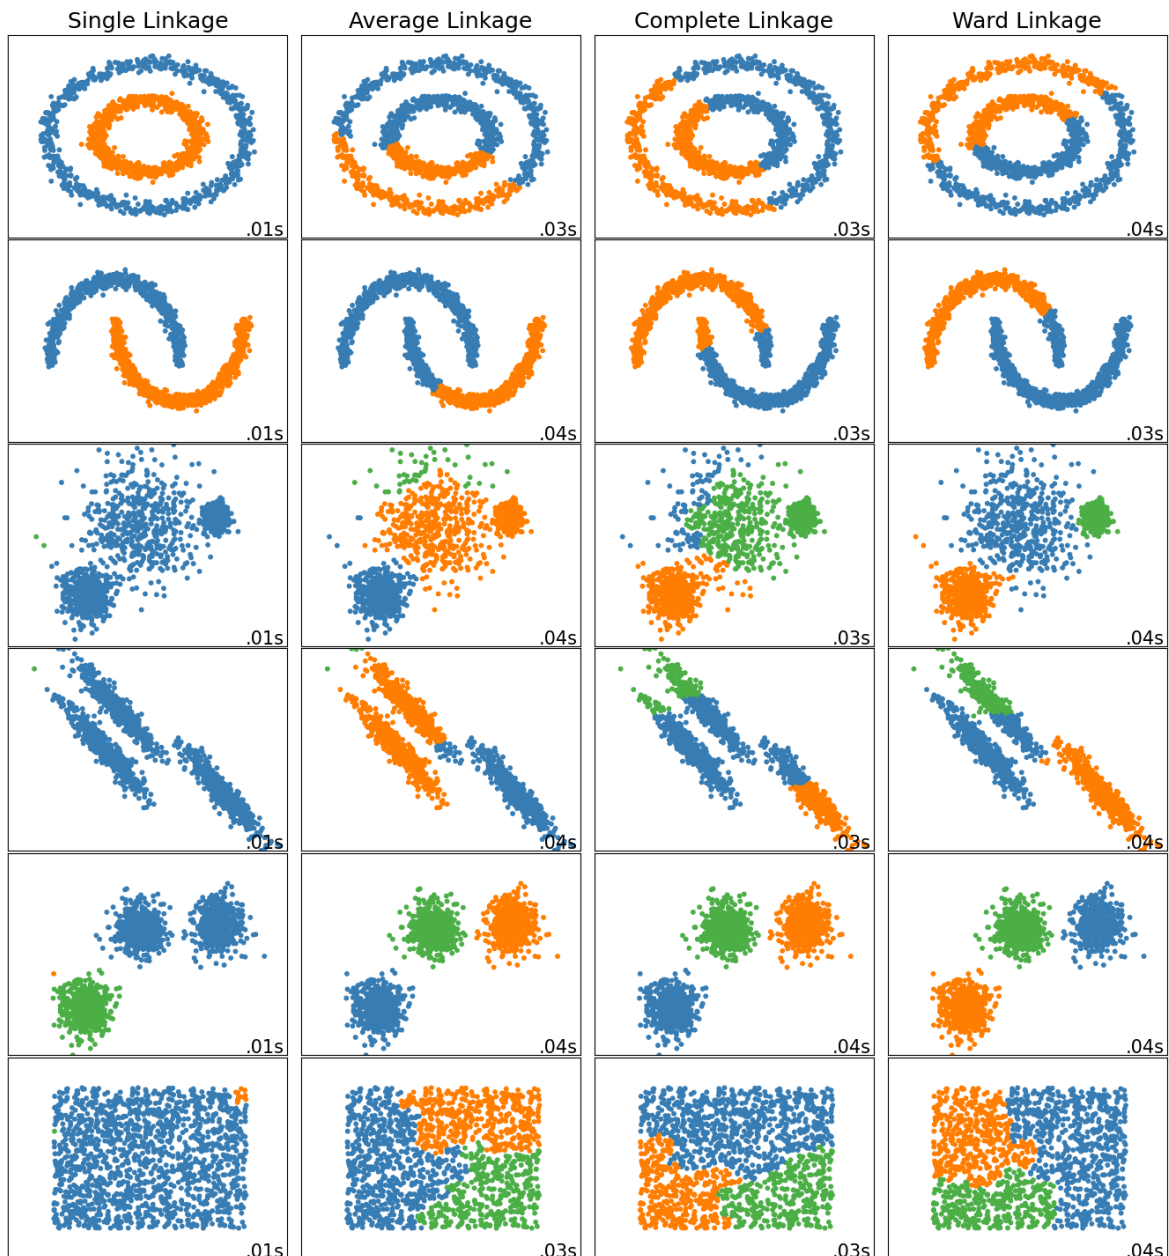 Single Linkage Average Linkage Complete Linkage Ward Linkage
.01s .03s .03s .04s
.01s .04s .03s .03s
.01s .04s .03s .04s
.01s .04s .03s .04s
.01s .04s .04s .04s
.01s .03s .03s .04s